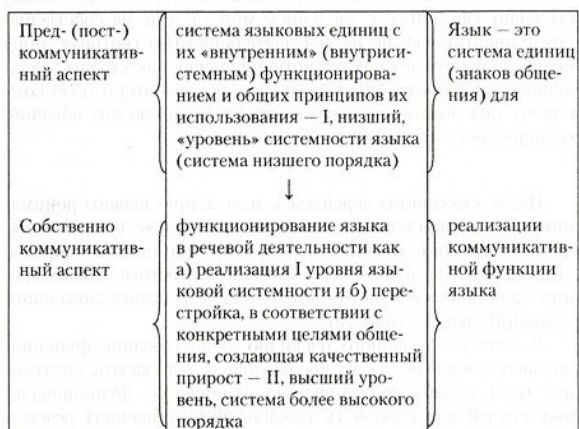 Пред- (пост-)
коммуникатив-
ный аспект
система языковых единиц с
их «внутренним» (внутриси-
стемным) функционирова-
нием и общих принципов их
использования – I, низший,
«уровень» системности языка
(система низшего порядка)
Язык – это
система единиц
(знаков обще-
ния) для
↓
Собственно
коммуникатив-
ный аспект
функционирование языка
в речевой деятельности как
а) реализация I уровня язы-
ковой системности и б) пере-
стройка, в соответствии с
конкретными целями обще-
ния, создающая качественный
прирост – II, высший уро-
вень, система более высокого
порядка
реализации
коммуникатив-
ной функции
языка